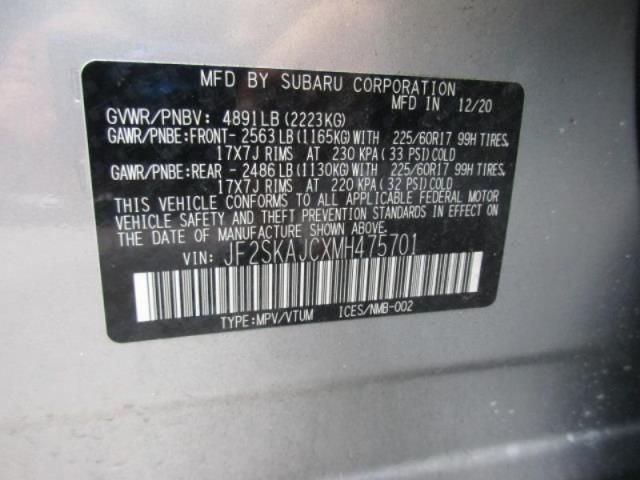 MFD BY SUBARU CORPORATION
MFD IN 12/20
GVWR/PNBV: 4891LB(2223KG)
GAWR/PNBE:FRONT- 2563LB(1165KG)WITH 225/60R17 99H TIRES,
17X7J RIMS AT 230 KPA(33 PSI)COLD
GAWR/PNBE:REAR - 2486LB(1130KG)WITH 225/60R17 99H TIRES,
17X7J RIMS AT 220 KPA(32 PSI)COLD
THIS VEHICLE CONFORMS TO ALL APPLICABLE FEDERAL MOTOR
VEHICLE SAFETY AND THEFT PREVENTION STANDARDS IN EFFECT ON
THE DATE OF MANUFACTURE SHOWN ABOVE.
VIN: JF2SKAJCXMH475701
TYPE:MPV/VTUM ICES/NMB-002